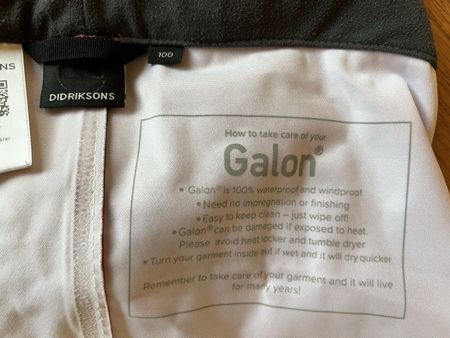 NS
DIDRIKSONS
100
How to take care of your
Galon®
• Galon® is 100% waterproof and windproof
• Need no impregnation or finishing
• Easy to keep clean – just wipe off!
• Galon® can be damaged if exposed to heat.
Please avoid heat locker and tumble dryer
• Turn your garment inside out if wet and it will dry quicker
Remember to take care of your garment and it will live
for many years!